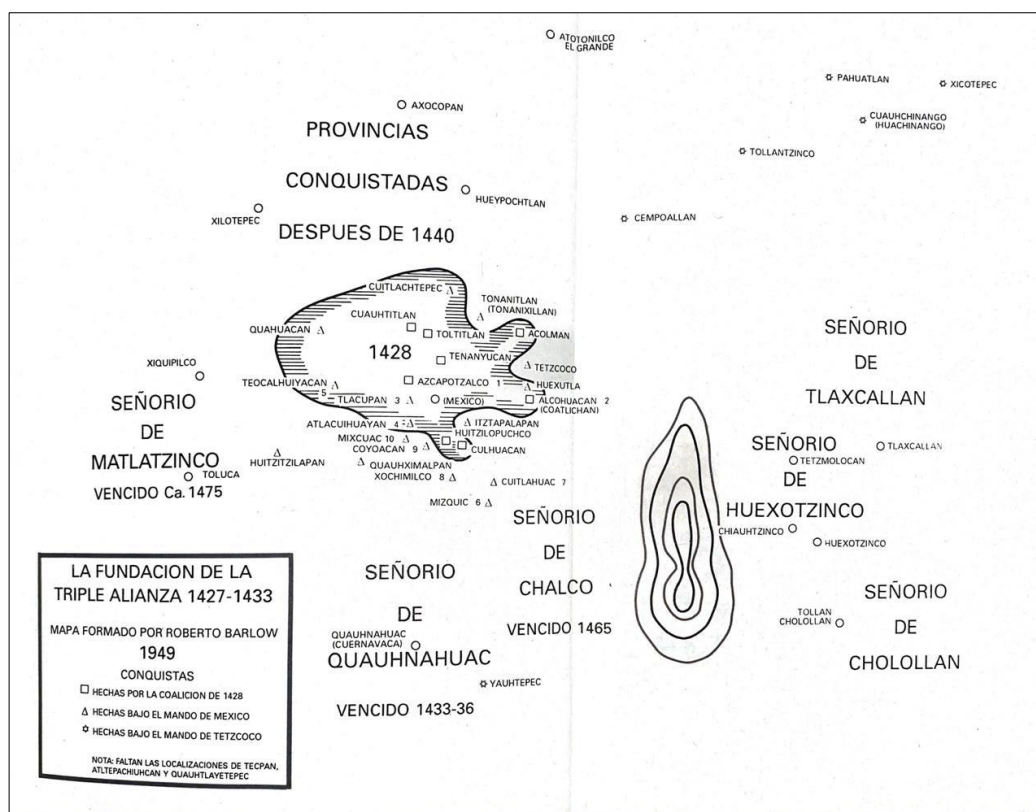 ATOTONILCO
EL GRANDE
PAHUATLAN
XICOTEPEC
AXOCOPAN
CUAUHCHINANGO
(HUACHINANGO)
PROVINCIAS
TOLLANTZINCO
CONQUISTADAS
HUEYPOCHTLAN
XILOTEPEC
CEMPOALLAN
DESPUES DE 1440
CUITLACHTEPEC
TONANITLAN
(TONANIXILLAN)
CUAUHTITLAN
QUAHUACAN
TOLTITLAN
ACOLMAN
SEÑORIO
DE
TLAXCALLAN
1428
TENANYUCAN
TETZCOCO
XIQUIPILCO
TEOCALHUIYACAN
5
AZCAPOTZALCO 1
HUEXUTLA
TLACUPAN 3
(MEXICO)
ALCOHUACAN 2
(COATLICHAN)
SEÑORIO
DE
MATLATZINCO
TOLUCA
VENCIDO Ca. 1475
ATLACUIHUAYAN 4
ITZTAPALAPAN
HUITZILOPUCHCO
MIXCUAC 10
COYOACAN 9
CULHUACAN
HUITZITZILAPAN
QUAUHXIMALPAN
XOCHIMILCO 8
CUITLAHUAC 7
MIZQUIC 6
SEÑORIO
TETZMOLOCAN
TLAXCALLAN
DE
HUEXOTZINCO
CHIAUHTZINCO
HUEXOTZINCO
SEÑORIO
DE
CHALCO
VENCIDO 1465
SEÑORIO
DE
QUAUHNAHUAC
(CUERNAVACA)
QUAUHNAHUAC
YAUHTEPEC
VENCIDO 1433-36
TOLLAN
CHOLOLLAN
SEÑORIO
DE
CHOLOLLAN
LA FUNDACION DE LA
TRIPLE ALIANZA 1427-1433
MAPA FORMADO POR ROBERTO BARLOW
1949
CONQUISTAS
HECHAS POR LA COALICION DE 1428
HECHAS BAJO EL MANDO DE MEXICO
HECHAS BAJO EL MANDO DE TETZCOCO
NOTA: FALTAN LAS LOCALIZACIONES DE TECPAN,
ATLTEPACHIUHCAN Y QUAUHTLAYETEPEC